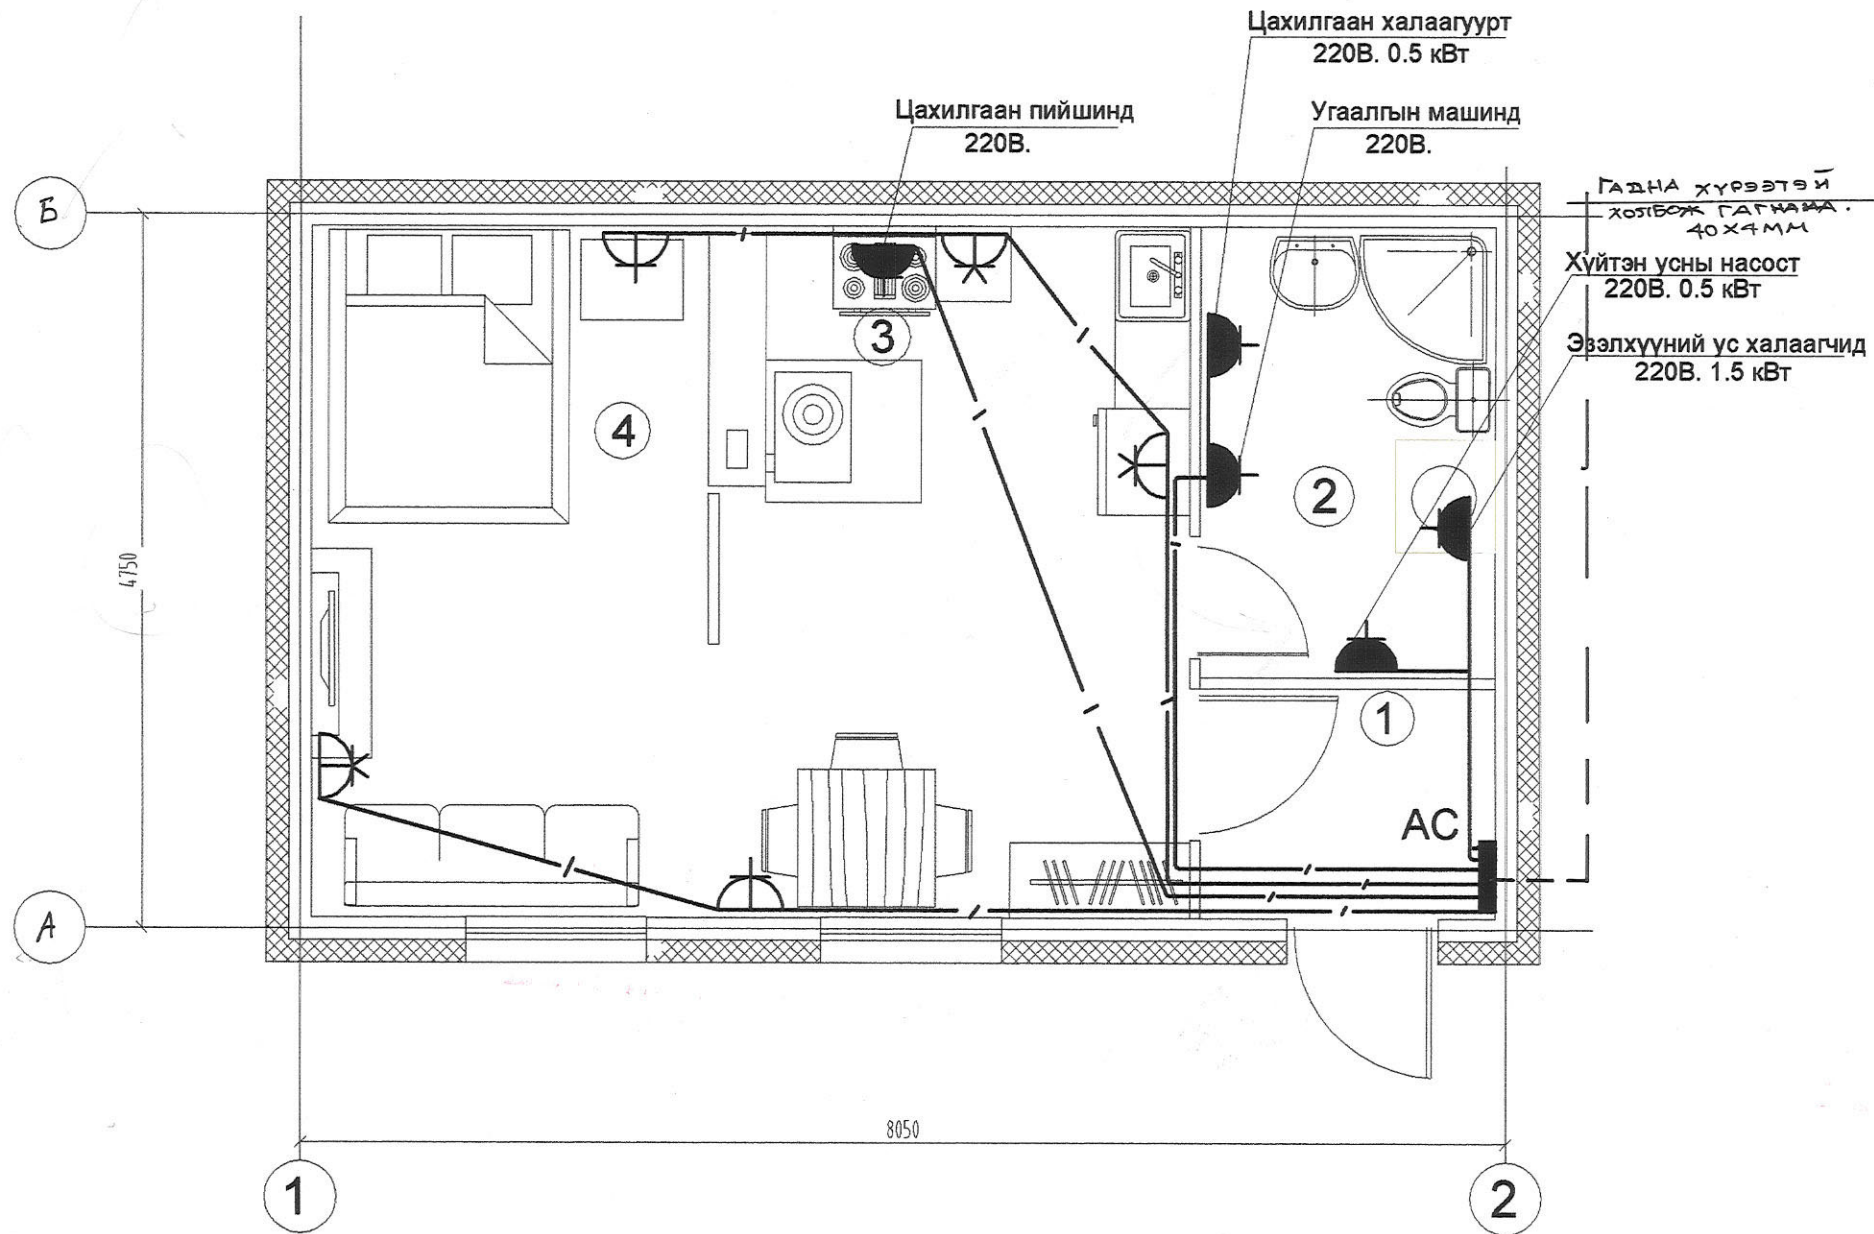 Цахилгаан халаагуурт
220В. 0.5 кВт
Цахилгаан пийшинд
220В.
Угаалгын машинд
220В.
Б
ГАДНА ХҮРЭЭТЭЙ
ХОЛБОЖ ГАГНАНА.
40X4ММ
Хүйтэн усны насост
220В. 0.5 кВт
Эзэлхүүний ус халаагчид
220В. 1.5 кВт
3
4
2
4750
1
АС
А
8050
1
2